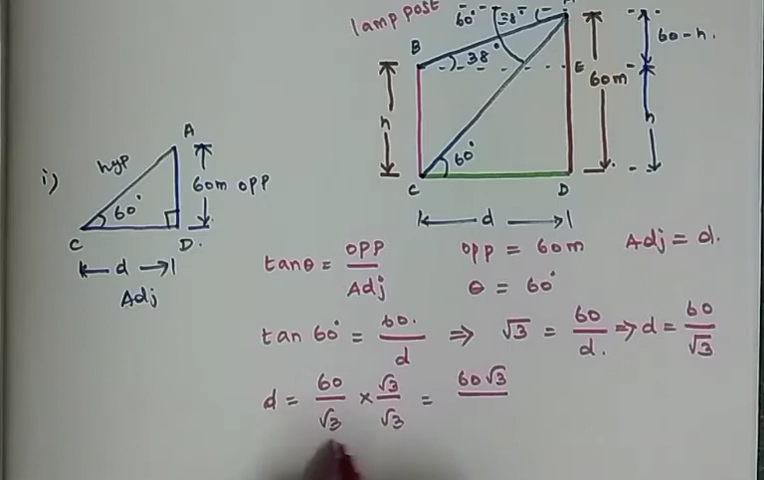 lamp post
60° 38°
60-h.
B
38°
E
60m
h
h
60°
C
D
d
i)
A
hyp
60m opp
60°
C
D.
d
Adj
tanθ = opp/Adj opp = 60m Adj = d.
θ = 60°
tan 60° = 60./d ⇒ √3 = 60/d. ⇒ d = 60/√3
d = 60/√3 × √3/√3 = 60√3